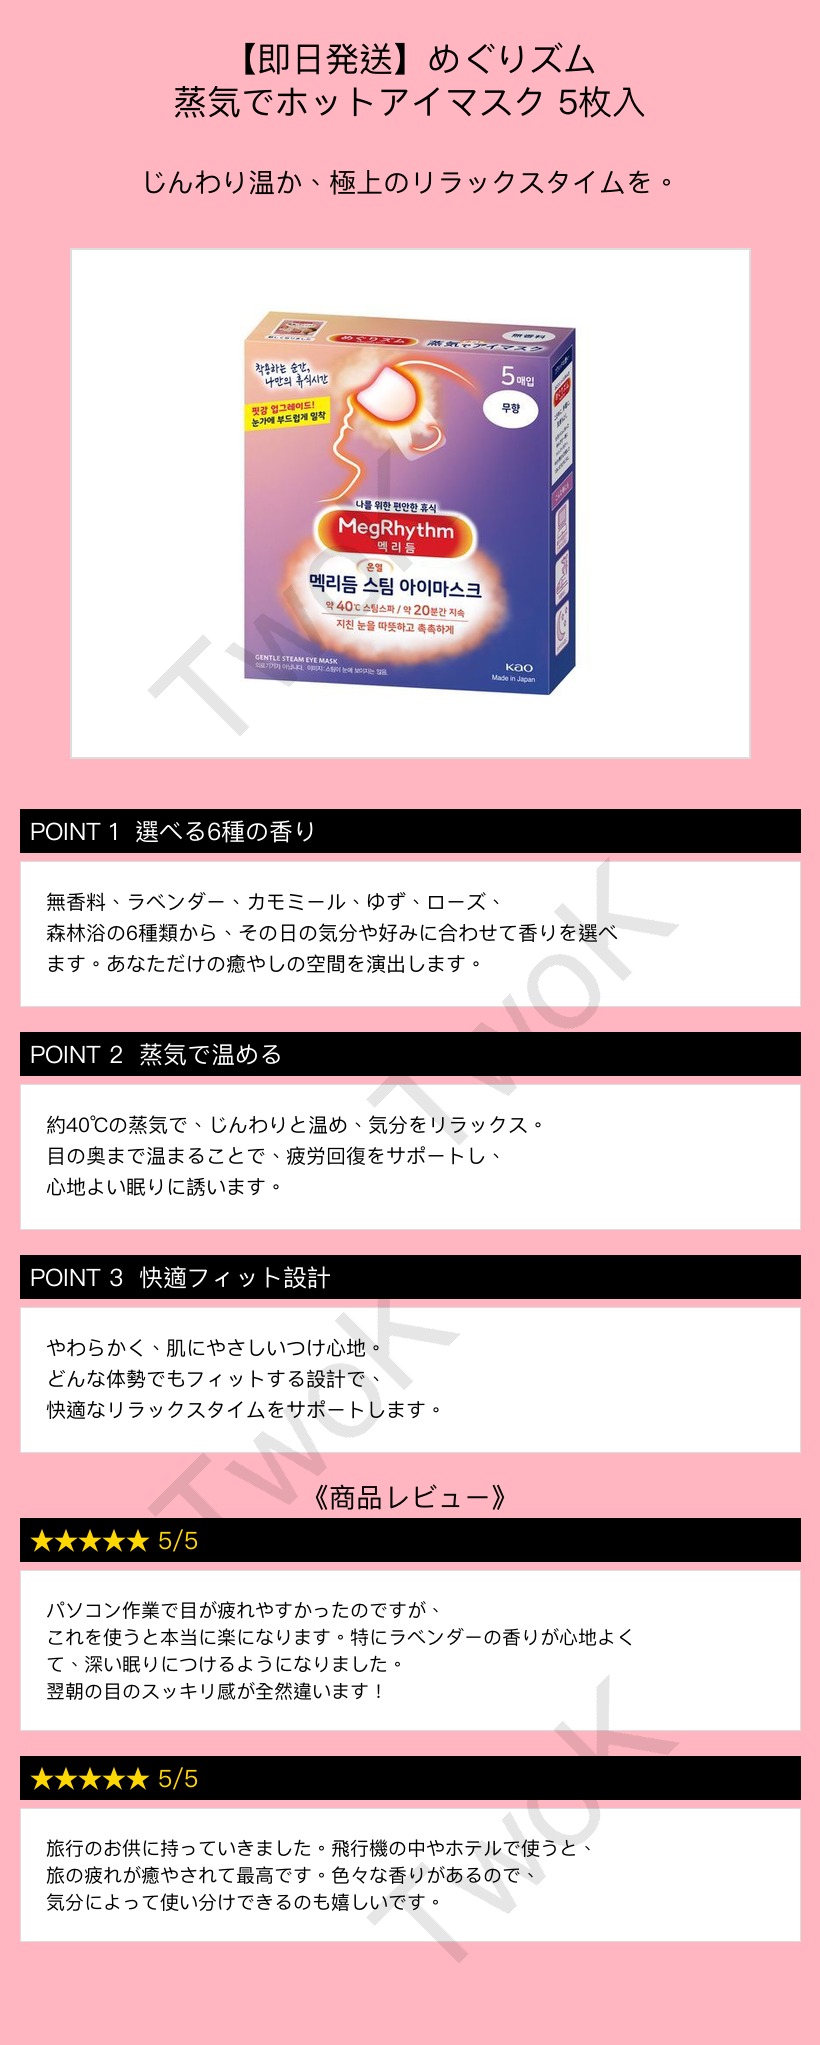 【即日発送】めぐりズム
蒸気でホットアイマスク 5枚入
じんわり温か、極上のリラックスタイムを。
めぐりズム
蒸気でアイマスク
無香料
착용하는 순간,
나만의 휴식시간
핏감 업그레이드!
눈가에 부드럽게 밀착
5매입
무향
나를 위한 편안한 휴식
MegRhythm
멕리듬
온열
멕리듬 스팀 아이마스크
약 40℃ 스팀스파 / 약 20분간 지속
지친 눈을 따뜻하고 촉촉하게
GENTLE STEAM EYE MASK
의료기기가 아닙니다. 이미지: 스팀이 눈에 보이지는 않음.
Kao
Made in Japan
TwoK
POINT 1 選べる6種の香り
無香料、ラベンダー、カモミール、ゆず、ローズ、
森林浴の6種類から、その日の気分や好みに合わせて香りを選べ
ます。あなただけの癒やしの空間を演出します。
TwoK
POINT 2 蒸気で温める
約40℃の蒸気で、じんわりと温め、気分をリラックス。
目の奥まで温まることで、疲労回復をサポートし、
心地よい眠りに誘います。
POINT 3 快適フィット設計
やわらかく、肌にやさしいつけ心地。
どんな体勢でもフィットする設計で、
快適なリラックスタイムをサポートします。
TwoK
《商品レビュー》
★★★★★ 5/5
パソコン作業で目が疲れやすかったのですが、
これを使うと本当に楽になります。特にラベンダーの香りが心地よく
て、深い眠りにつけるようになりました。
翌朝の目のスッキリ感が全然違います！
★★★★★ 5/5
旅行のお供に持っていきました。飛行機の中やホテルで使うと、
旅の疲れが癒やされて最高です。色々な香りがあるので、
気分によって使い分けできるのも嬉しいです。
TwoK